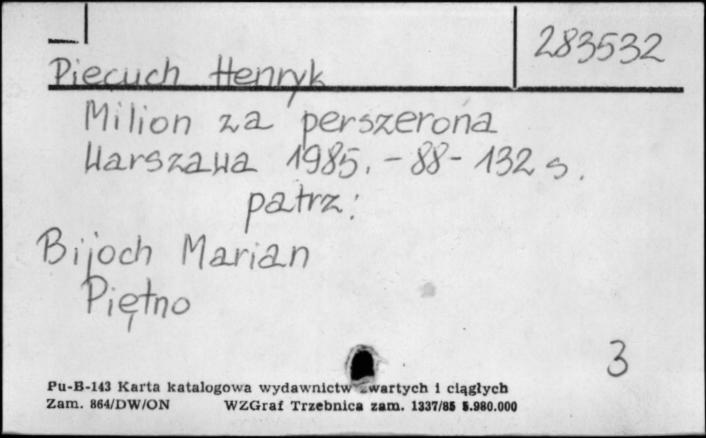 283532
Piecuch Henryk
Milion za perszerona
Warszawa 1985. - 88 - 132 s.
patrz:
Bijoch Marian
Piętno
3
Pu-B-143 Karta katalogowa wydawnictw zwartych i ciągłych
Zam. 864/DW/ON WZGraf Trzebnica zam. 1337/85 5.980.000